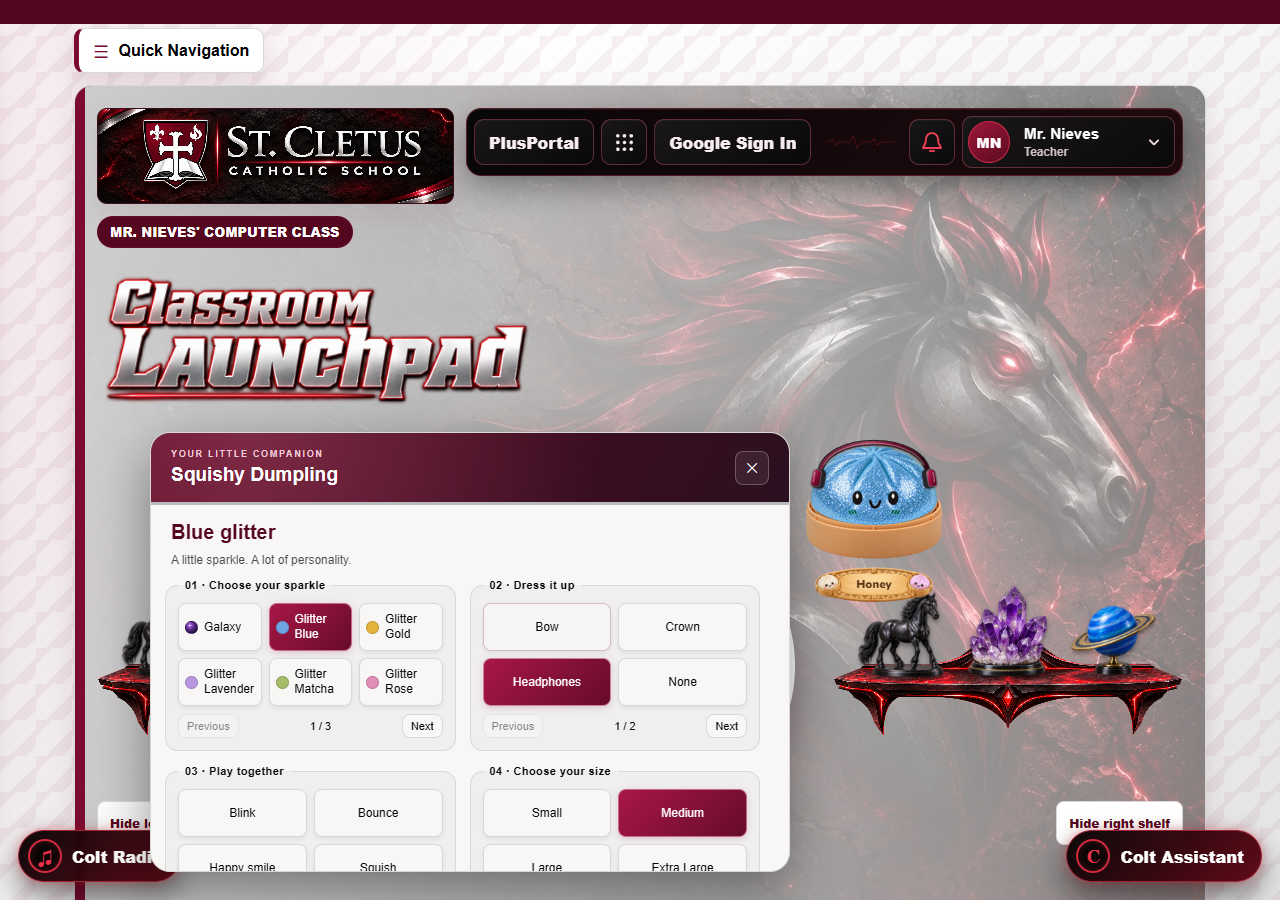 ☰ Quick Navigation
ST. CLETUS
CATHOLIC SCHOOL
PlusPortal
Google Sign In
MN
Mr. Nieves
Teacher
MR. NIEVES' COMPUTER CLASS
CLASSROOM
LAUNCHPAD
YOUR LITTLE COMPANION
Squishy Dumpling
Blue glitter
A little sparkle. A lot of personality.
01 · Choose your sparkle
Galaxy
Glitter
Blue
Glitter
Gold
Glitter
Lavender
Glitter
Matcha
Glitter
Rose
Previous
1 / 3
Next
02 · Dress it up
Bow
Crown
Headphones
None
Previous
1 / 2
Next
03 · Play together
Blink
Bounce
Happy smile
Squish
04 · Choose your size
Small
Medium
Large
Extra Large
Honey
Hide l
Hide right shelf
Colt Radi
C
Colt Assistant